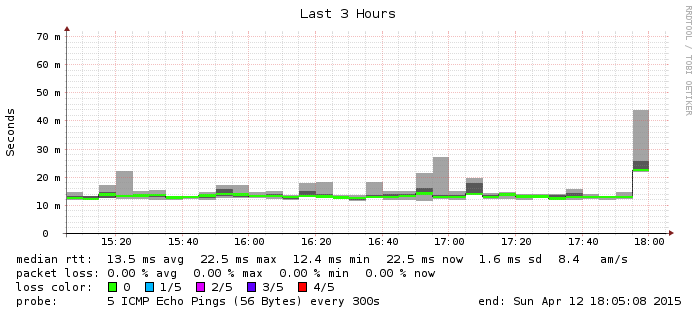 Last 3 Hours
RRDTOOL / TOBI OETIKER
Seconds
70 m
60 m
50 m
40 m
30 m
20 m
10 m
0
15:20 15:40 16:00 16:20 16:40 17:00 17:20 17:40 18:00
median rtt: 13.5 ms avg 22.5 ms max 12.4 ms min 22.5 ms now 1.6 ms sd 8.4 am/s
packet loss: 0.00 % avg 0.00 % max 0.00 % min 0.00 % now
loss color: 0 1/5 2/5 3/5 4/5
probe: 5 ICMP Echo Pings (56 Bytes) every 300s end: Sun Apr 12 18:05:08 2015